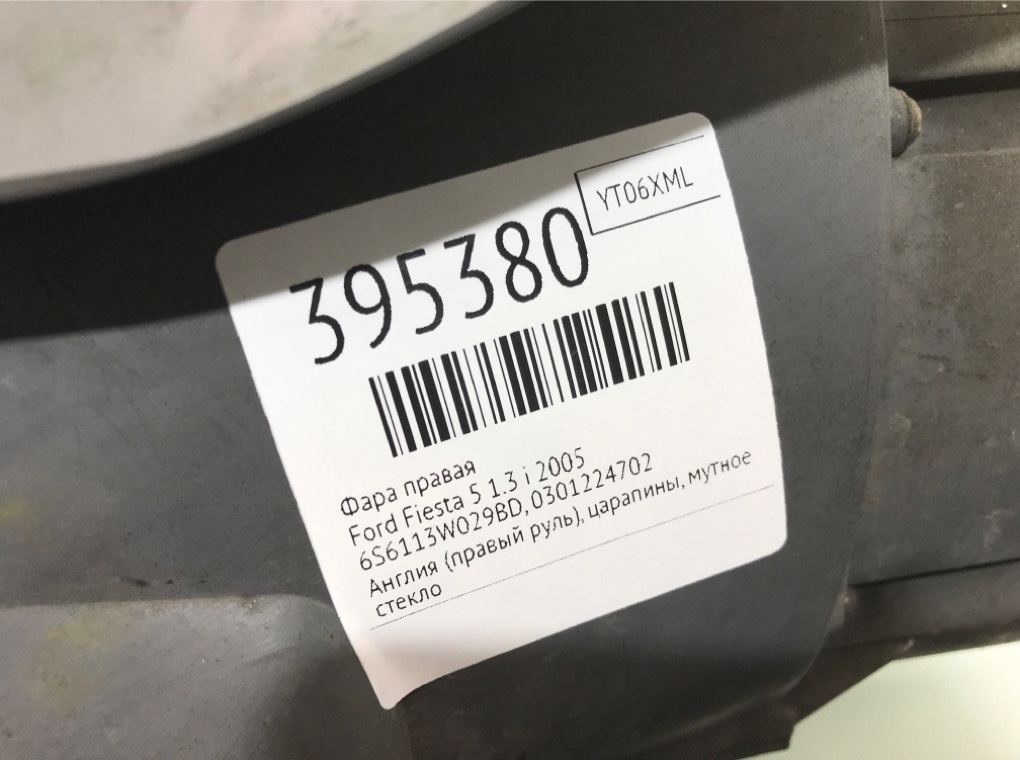 YT06XML
395380
Фара правая
Ford Fiesta 5 1.3 i 2005
6S6113W029BD, 0301224702
Англия (правый руль), царапины, мутное
стекло